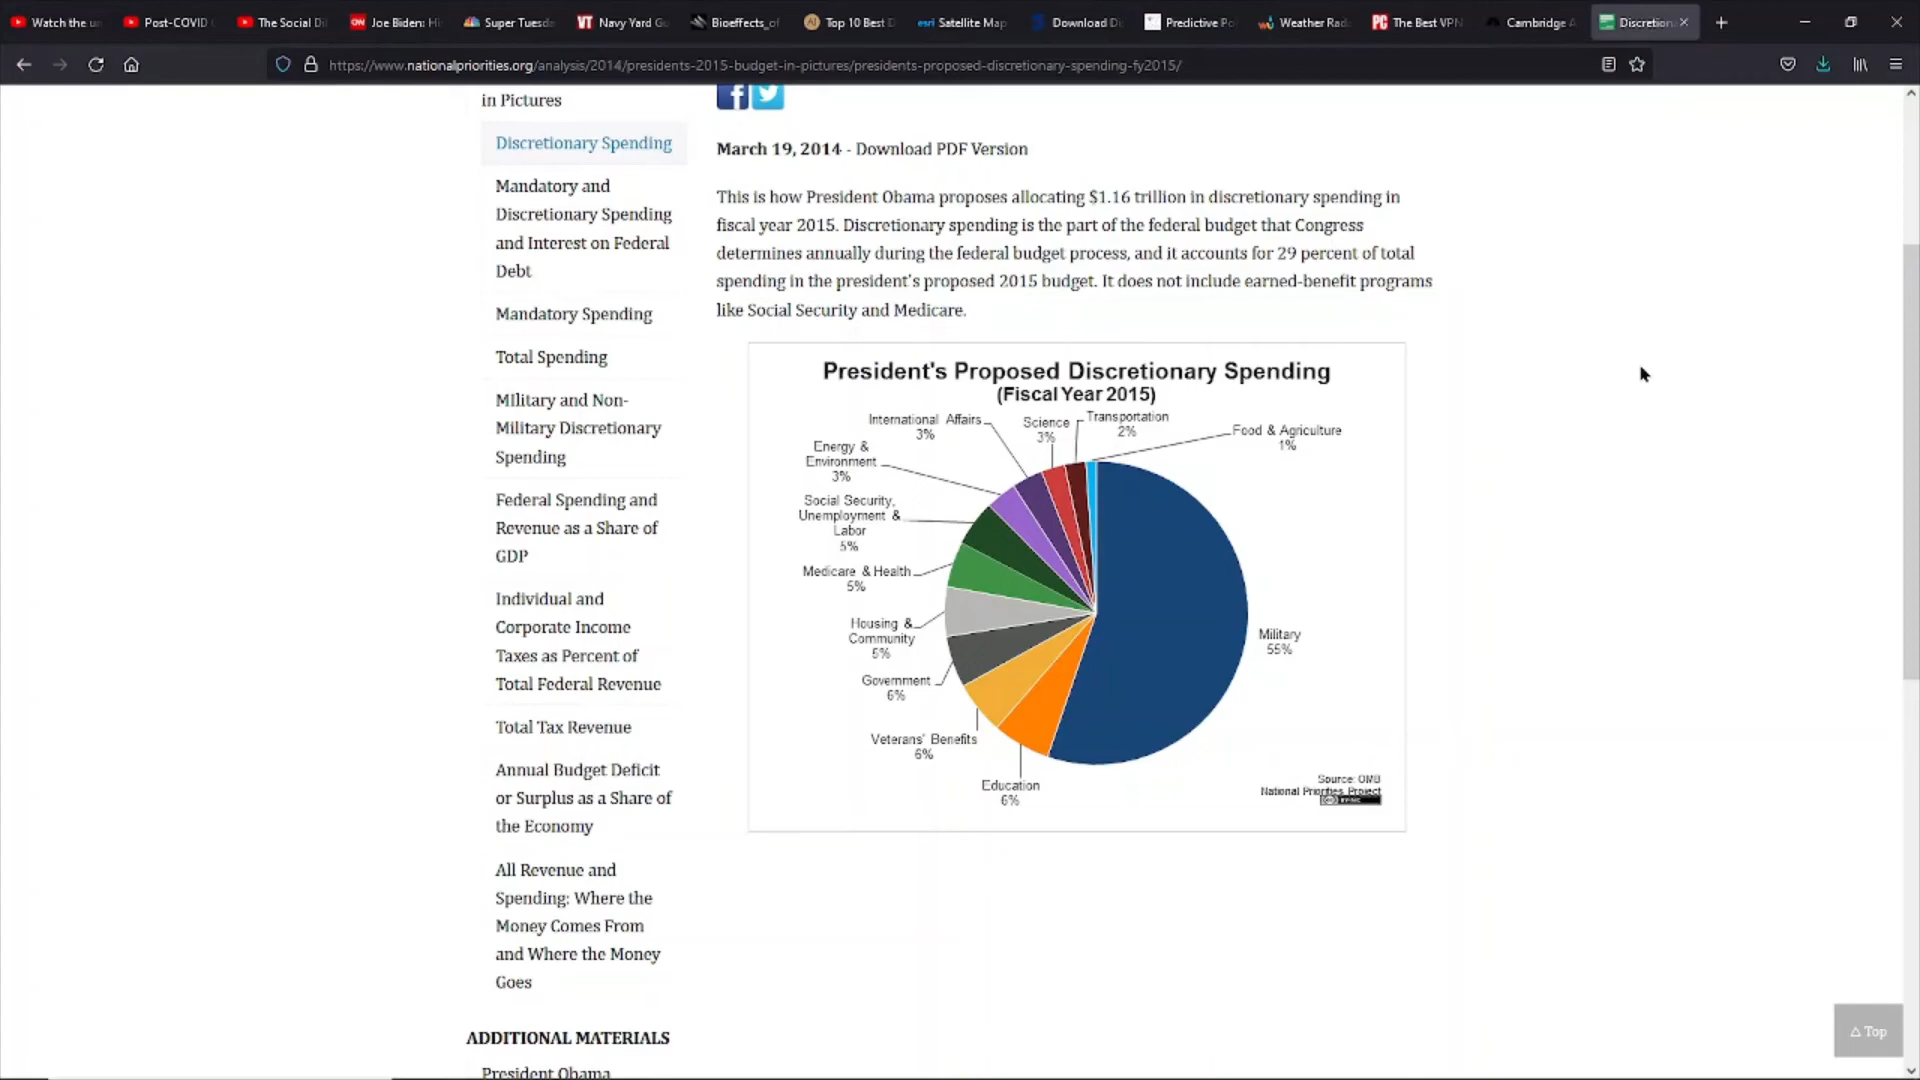 Watch the u
Post-COVID
The Social Di
Joe Biden: Hi
Super Tuesda
Navy Yard Gu
Bioeffects_of
Top 10 Best D
esri Satellite Map
Download D
Predictive Po
Weather Rad
PC The Best VPN
Cambridge A
Discretion
https://www.nationalpriorities.org/analysis/2014/presidents-2015-budget-in-pictures/presidents-proposed-discretionary-spending-fy2015/
in Pictures
Discretionary Spending
Mandatory and
Discretionary Spending
and Interest on Federal
Debt
Mandatory Spending
Total Spending
MIlitary and Non-
Military Discretionary
Spending
Federal Spending and
Revenue as a Share of
GDP
Individual and
Corporate Income
Taxes as Percent of
Total Federal Revenue
Total Tax Revenue
Annual Budget Deficit
or Surplus as a Share of
the Economy
All Revenue and
Spending: Where the
Money Comes From
and Where the Money
Goes
ADDITIONAL MATERIALS
President Obama
March 19, 2014 - Download PDF Version
This is how President Obama proposes allocating $1.16 trillion in discretionary spending in
fiscal year 2015. Discretionary spending is the part of the federal budget that Congress
determines annually during the federal budget process, and it accounts for 29 percent of total
spending in the president's proposed 2015 budget. It does not include earned-benefit programs
like Social Security and Medicare.
President's Proposed Discretionary Spending
(Fiscal Year 2015)
International Affairs
3%
Science
3%
Transportation
2%
Food & Agriculture
1%
Energy &
Environment
3%
Social Security,
Unemployment &
Labor
5%
Medicare & Health
5%
Housing &
Community
5%
Government
6%
Veterans' Benefits
6%
Education
6%
Military
55%
Source: OMB
National Priorities Project
Top